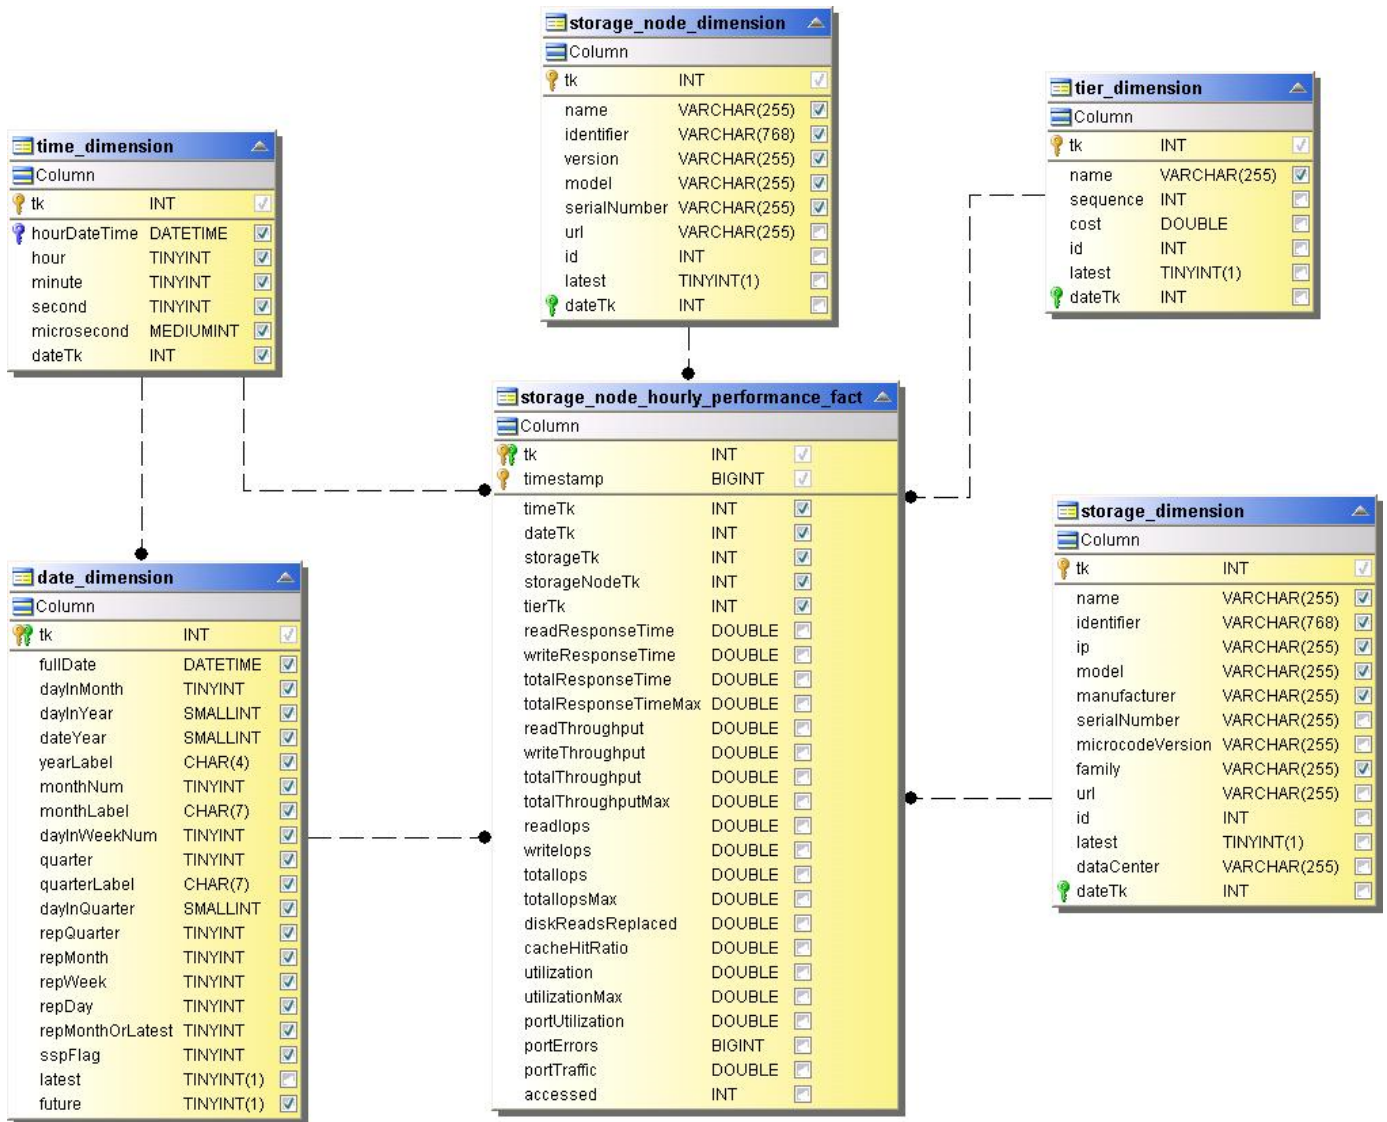 storage_node_dimension
Column
tk INT
name VARCHAR(255)
identifier VARCHAR(768)
version VARCHAR(255)
model VARCHAR(255)
serialNumber VARCHAR(255)
url VARCHAR(255)
id INT
latest TINYINT(1)
dateTk INT
tier_dimension
Column
tk INT
name VARCHAR(255)
sequence INT
cost DOUBLE
id INT
latest TINYINT(1)
dateTk INT
time_dimension
Column
tk INT
hourDateTime DATETIME
hour TINYINT
minute TINYINT
second TINYINT
microsecond MEDIUMINT
dateTk INT
storage_node_hourly_performance_fact
Column
tk INT
timestamp BIGINT
timeTk INT
dateTk INT
storageTk INT
storageNodeTk INT
tierTk INT
readResponseTime DOUBLE
writeResponseTime DOUBLE
totalResponseTime DOUBLE
totalResponseTimeMax DOUBLE
readThroughput DOUBLE
writeThroughput DOUBLE
totalThroughput DOUBLE
totalThroughputMax DOUBLE
readIops DOUBLE
writeIops DOUBLE
totalIops DOUBLE
totalIopsMax DOUBLE
diskReadsReplaced DOUBLE
cacheHitRatio DOUBLE
utilization DOUBLE
utilizationMax DOUBLE
portUtilization DOUBLE
portErrors BIGINT
portTraffic DOUBLE
accessed INT
storage_dimension
Column
tk INT
name VARCHAR(255)
identifier VARCHAR(768)
ip VARCHAR(255)
model VARCHAR(255)
manufacturer VARCHAR(255)
serialNumber VARCHAR(255)
microcodeVersion VARCHAR(255)
family VARCHAR(255)
url VARCHAR(255)
id INT
latest TINYINT(1)
dataCenter VARCHAR(255)
dateTk INT
date_dimension
Column
tk INT
fullDate DATETIME
dayInMonth TINYINT
dayInYear SMALLINT
dateYear SMALLINT
yearLabel CHAR(4)
monthNum TINYINT
monthLabel CHAR(7)
dayInWeekNum TINYINT
quarter TINYINT
quarterLabel CHAR(7)
dayInQuarter SMALLINT
repQuarter TINYINT
repMonth TINYINT
repWeek TINYINT
repDay TINYINT
repMonthOrLatest TINYINT
sspFlag TINYINT
latest TINYINT(1)
future TINYINT(1)